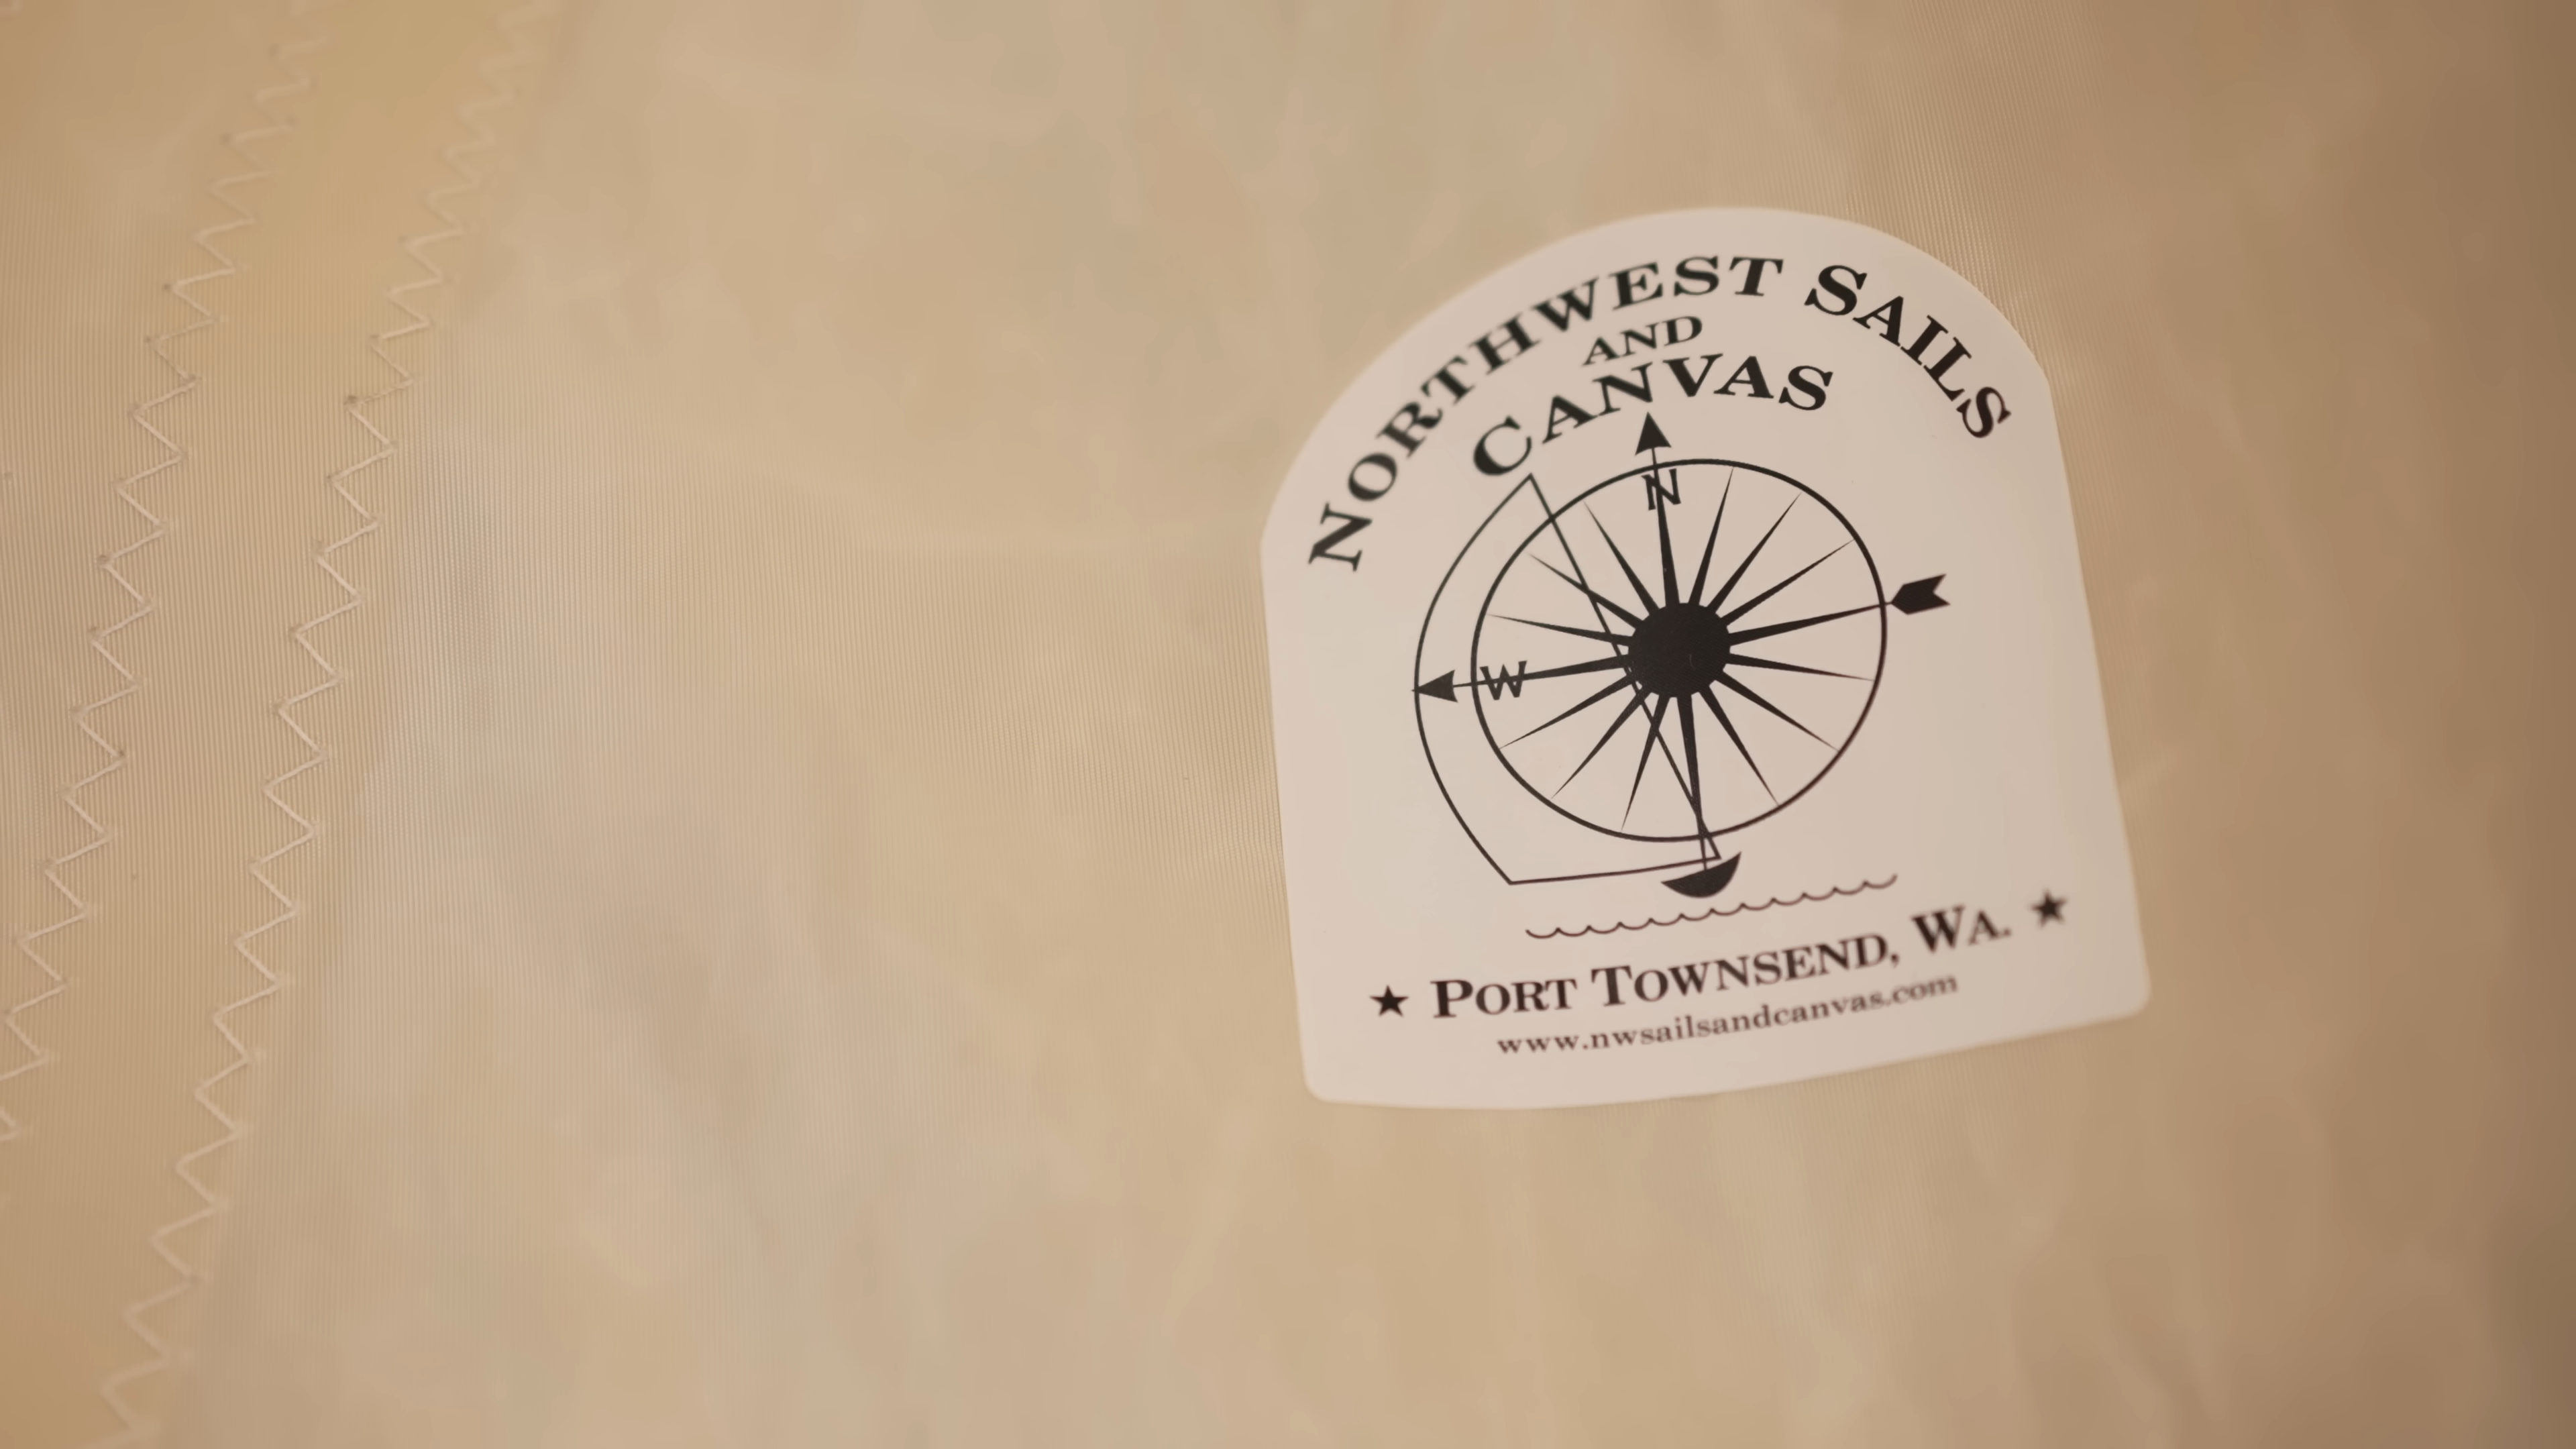 NORTHWEST SAILS
AND
CANVAS
N
W
★ PORT TOWNSEND, WA. ★
www.nwsailsandcanvas.com